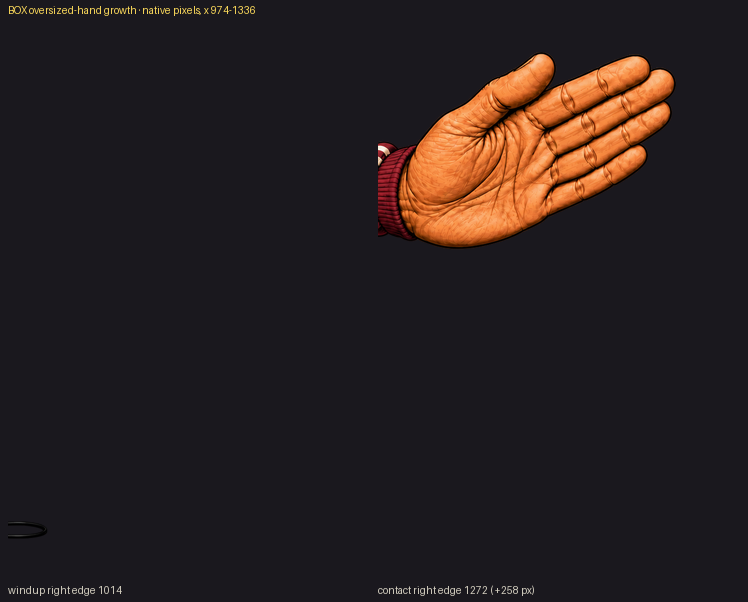 BOX oversized-hand growth · native pixels, x 974-1336
windup right edge 1014
contact right edge 1272 (+258 px)